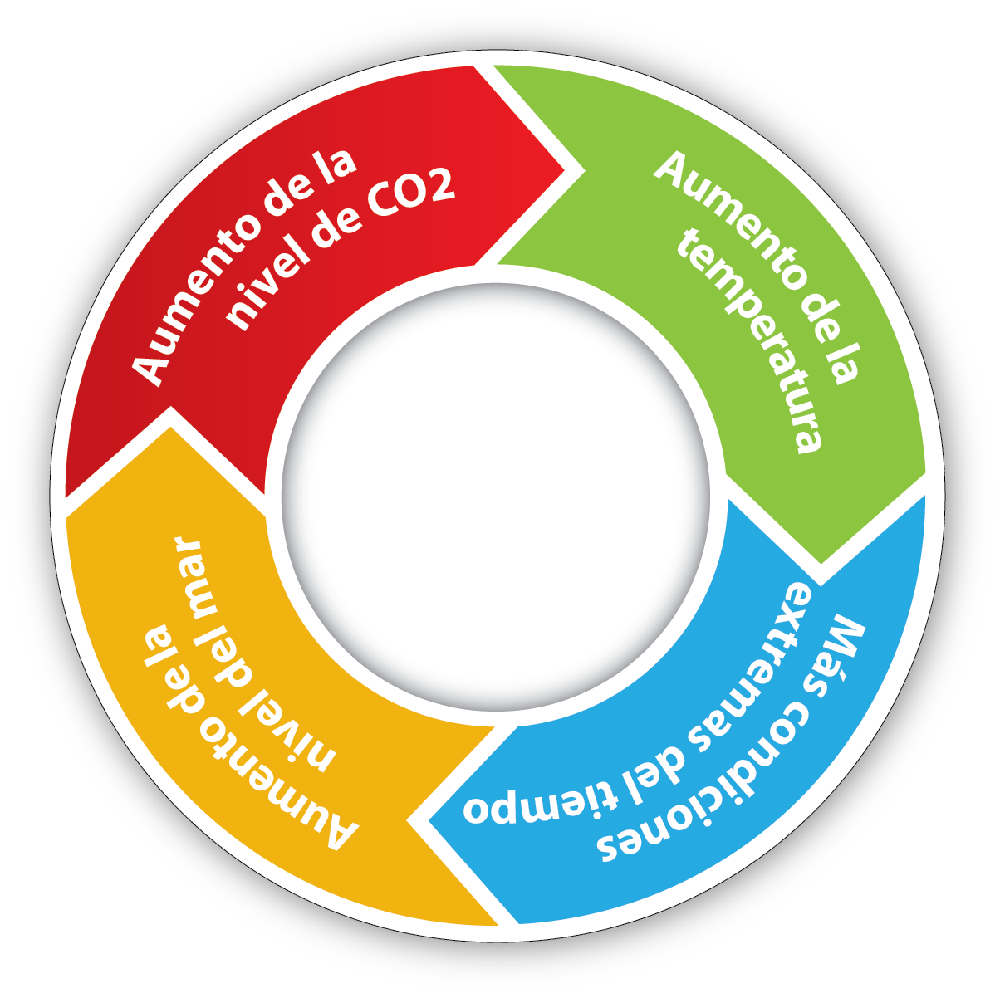 Aumento de la
nivel de CO2
Aumento de la
temperatura
Más condiciones
extremas del tiempo
Aumento de la
nivel del mar